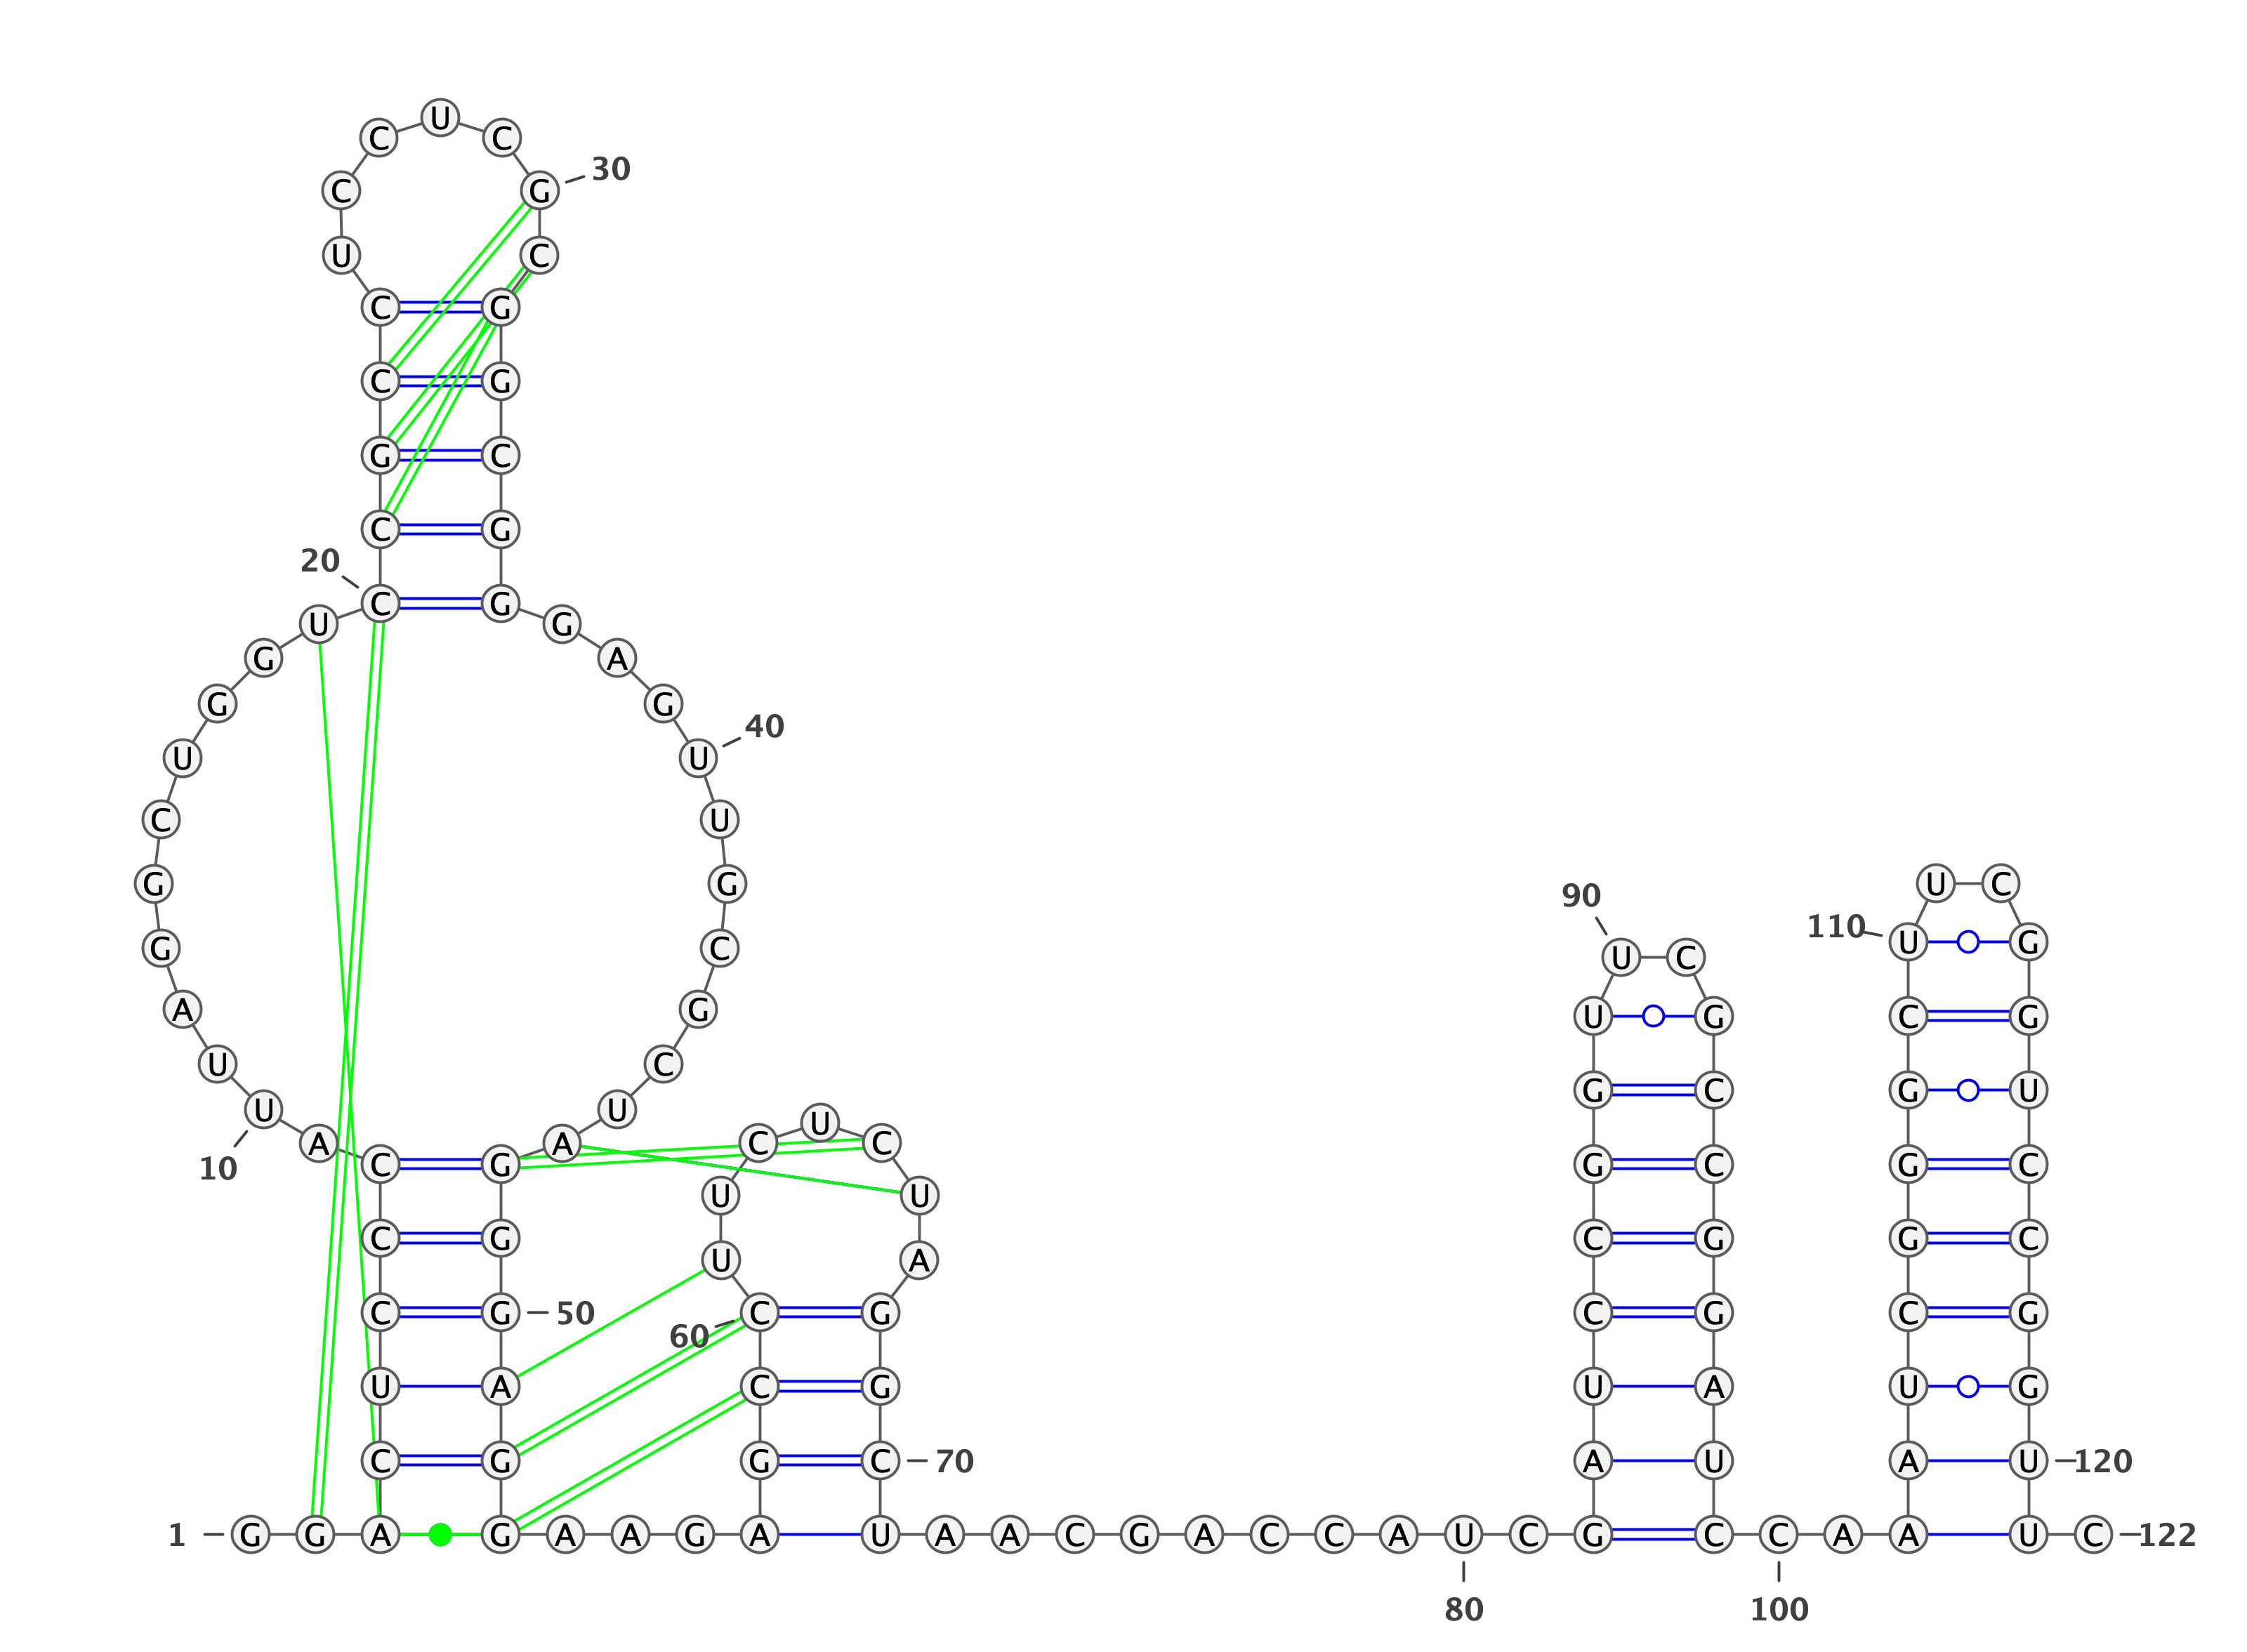 U
C C
30
C G
U C
C G
C G
G C
C G
20
C G
U G
G A
G G
40
U U
C U
G G U C
90
110
U G
G C
U C
A G
U G C G
U C
G C G U
U U
U
A A C C
C G G C G C
10
U U
C G C G G C
U A
C G 50 C G C G C G
60
U A C G U A U G
C G G C 70 A U A U 120
1 G G A G A A G A U A A C G A C C A U C G C C A A U C 122
80 100